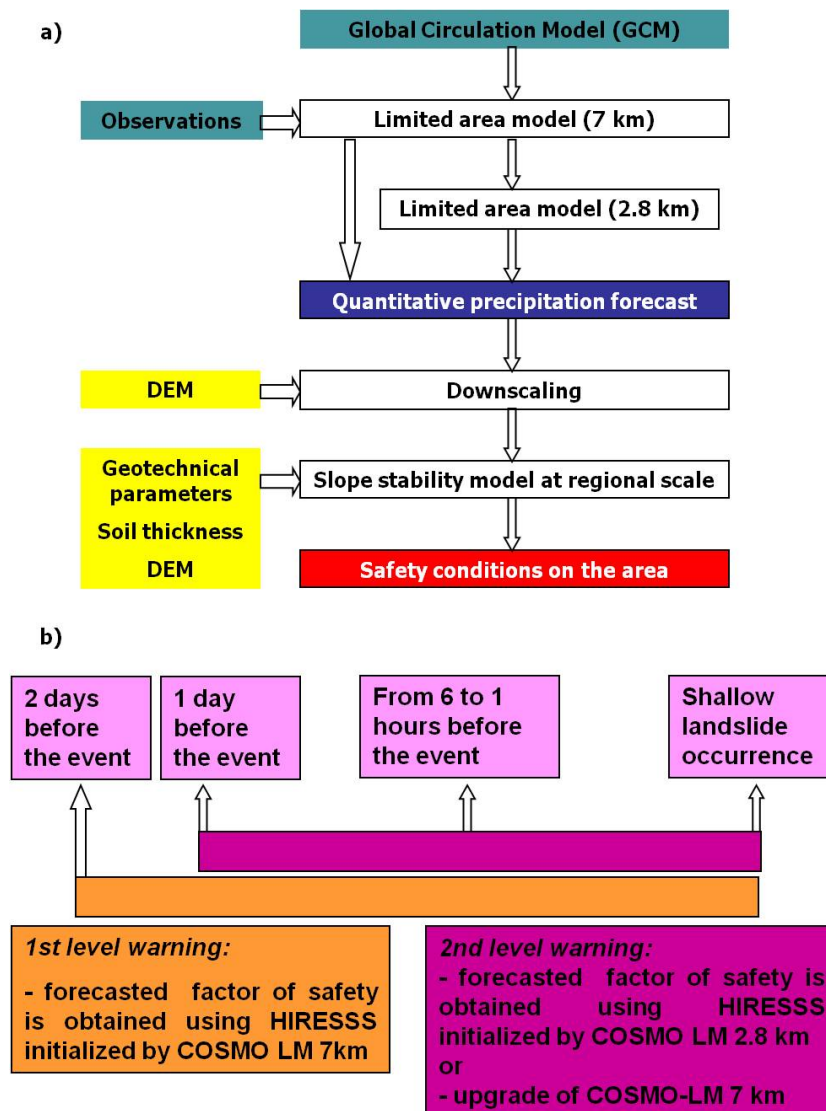 a)
Global Circulation Model (GCM)
Observations
Limited area model (7 km)
Limited area model (2.8 km)
Quantitative precipitation forecast
DEM
Downscaling
Geotechnical
parameters
Soil thickness
DEM
Slope stability model at regional scale
Safety conditions on the area
b)
2 days
before
the event
1 day
before
the event
From 6 to 1
hours before
the event
Shallow
landslide
occurrence
1st level warning:
- forecasted factor of safety
is obtained using HIRESSS
initialized by COSMO LM 7km
2nd level warning:
- forecasted factor of safety is
obtained using HIRESSS
initialized by COSMO LM 2.8 km
or
- upgrade of COSMO-LM 7 km